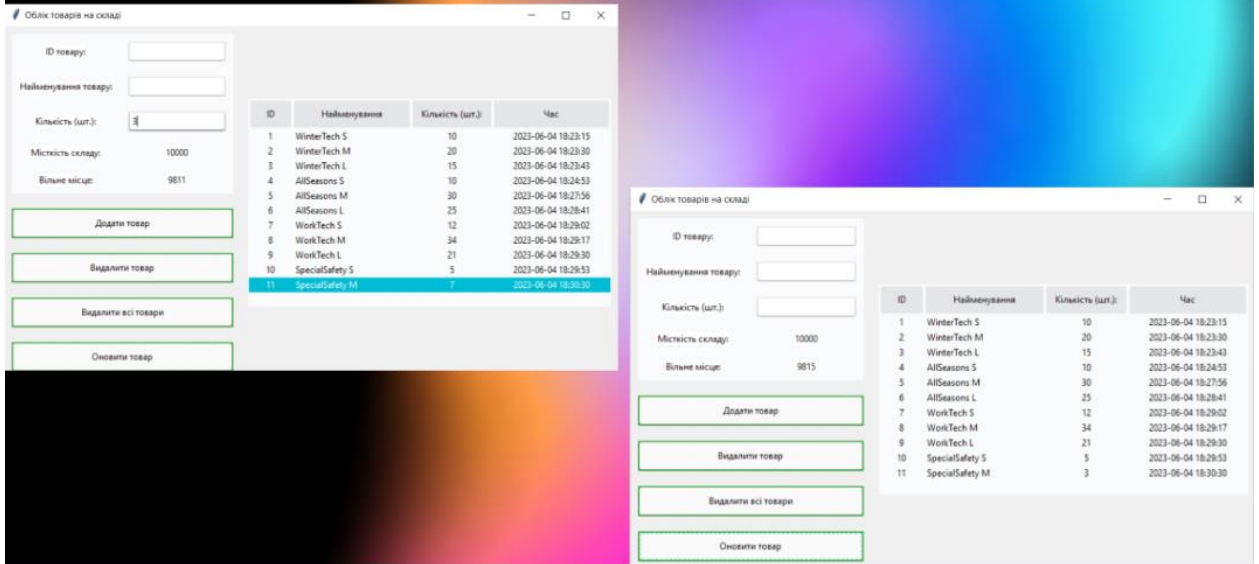 Облік товарів на складі
ID товару:
Найменування товару:
Кількість (шт.): 3
Місткість складу: 10000
Вільне місце: 9811
Додати товар
Видалити товар
Видалити всі товари
Оновити товар
ID Найменування Кількість (шт.): Час
1 WinterTech S 10 2023-06-04 18:23:15
2 WinterTech M 20 2023-06-04 18:23:30
3 WinterTech L 15 2023-06-04 18:23:43
4 AllSeasons S 10 2023-06-04 18:24:53
5 AllSeasons M 30 2023-06-04 18:27:56
6 AllSeasons L 25 2023-06-04 18:28:41
7 WorkTech S 12 2023-06-04 18:29:02
8 WorkTech M 34 2023-06-04 18:29:17
9 WorkTech L 21 2023-06-04 18:29:30
10 SpecialSafety S 5 2023-06-04 18:29:53
11 SpecialSafety M 7 2023-06-04 18:30:30
Облік товарів на складі
ID товару:
Найменування товару:
Кількість (шт.):
Місткість складу: 10000
Вільне місце: 9815
Додати товар
Видалити товар
Видалити всі товари
Оновити товар
ID Найменування Кількість (шт.): Час
1 WinterTech S 10 2023-06-04 18:23:15
2 WinterTech M 20 2023-06-04 18:23:30
3 WinterTech L 15 2023-06-04 18:23:43
4 AllSeasons S 10 2023-06-04 18:24:53
5 AllSeasons M 30 2023-06-04 18:27:56
6 AllSeasons L 25 2023-06-04 18:28:41
7 WorkTech S 12 2023-06-04 18:29:02
8 WorkTech M 34 2023-06-04 18:29:17
9 WorkTech L 21 2023-06-04 18:29:30
10 SpecialSafety S 5 2023-06-04 18:29:53
11 SpecialSafety M 3 2023-06-04 18:30:30